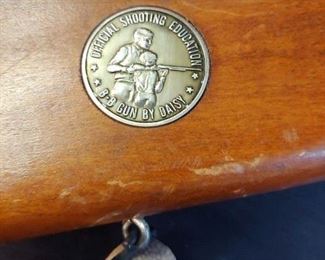 OFFICIAL SHOOTING EDUCATION
B-B GUN BY DAISY